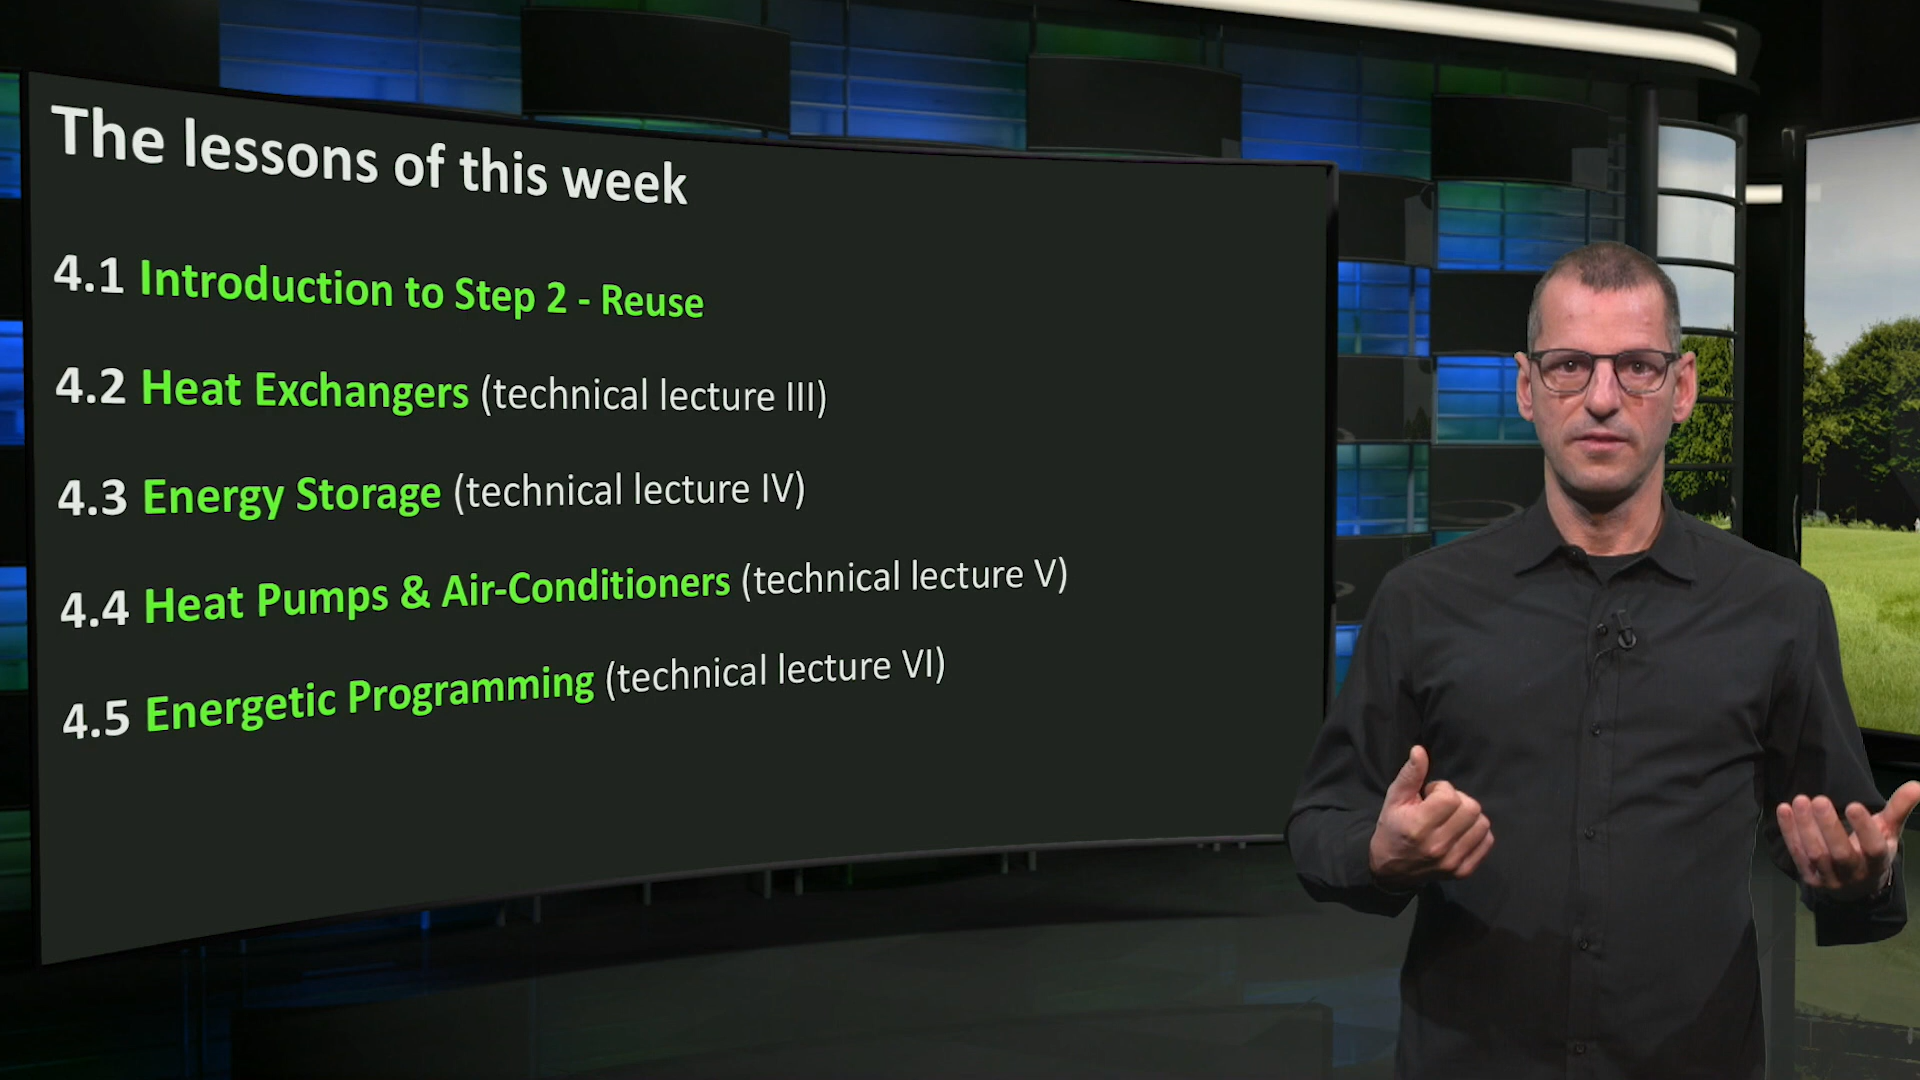 The lessons of this week
4.1 Introduction to Step 2 - Reuse
4.2 Heat Exchangers (technical lecture III)
4.3 Energy Storage (technical lecture IV)
4.4 Heat Pumps & Air-Conditioners (technical lecture V)
4.5 Energetic Programming (technical lecture VI)